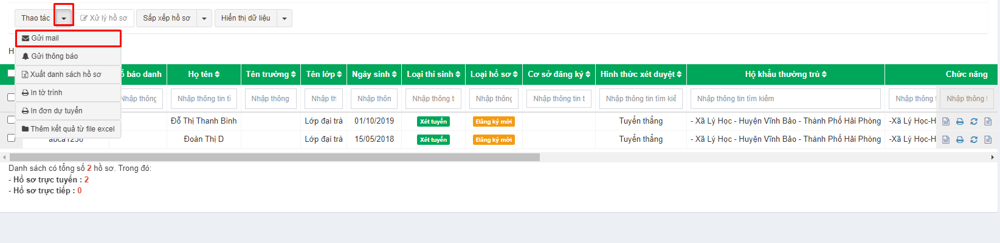 Thao tác Xử lý hồ sơ Sắp xếp hồ sơ Hiển thị dữ liệu
Gửi mail
H
Gửi thông báo
Xuất danh sách hồ sơ
In tờ trình
In đơn dự tuyển
Thêm kết quả từ file excel
ố báo danh Họ tên Tên trường Tên lớp Ngày sinh Loại thí sinh Loại hồ sơ Cơ sở đăng ký Hình thức xét duyệt Hộ khẩu thường trú Chức năng
Nhập thông Nhập thông tin tì Nhập thông Nhập th Nhập thôn Nhập thông t Nhập thông Nhập thông tin t Nhập thông tin tìm kiế Nhập thông tin tìm kiếm Nhập thông t Nhập thông t
Đỗ Thị Thanh Bình Lớp đại trà 01/10/2019 Xét tuyển Đăng ký mới Tuyển thẳng - Xã Lý Học - Huyện Vĩnh Bảo - Thành Phố Hải Phòng -Xã Lý Học-H
abca1256 Đoàn Thị D Lớp đại trà 15/05/2018 Xét tuyển Đăng ký mới Tuyển thẳng - Xã Lý Học - Huyện Vĩnh Bảo - Thành Phố Hải Phòng -Xã Lý Học-H
Danh sách có tổng số 2 hồ sơ. Trong đó:
- Hồ sơ trực tuyến : 2
- Hồ sơ trực tiếp : 0